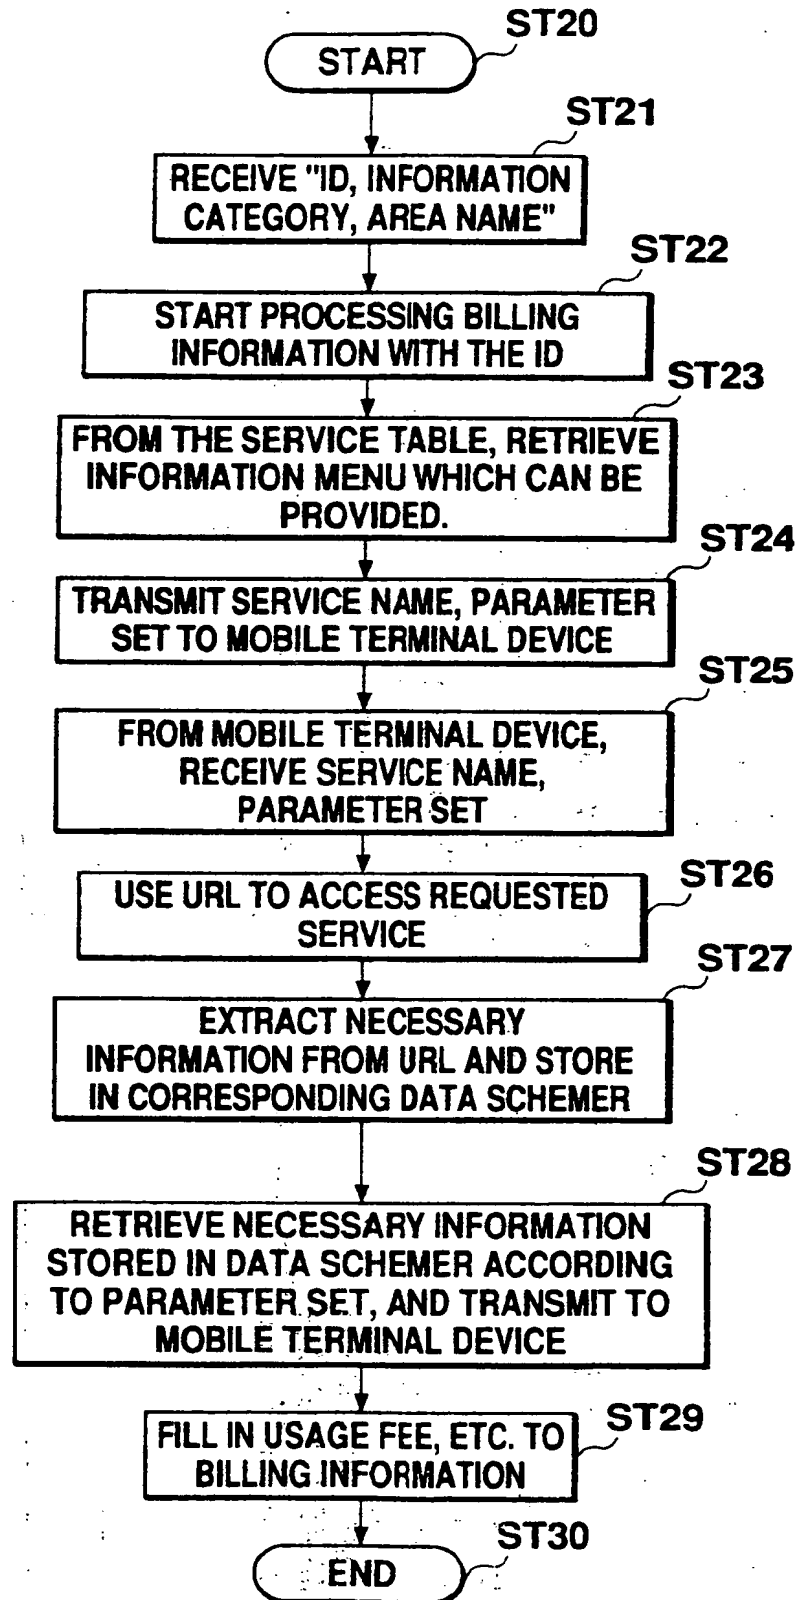 ST20
START
ST21
RECEIVE "ID, INFORMATION
CATEGORY, AREA NAME"
ST22
START PROCESSING BILLING
INFORMATION WITH THE ID
ST23
FROM THE SERVICE TABLE, RETRIEVE
INFORMATION MENU WHICH CAN BE
PROVIDED.
ST24
TRANSMIT SERVICE NAME, PARAMETER
SET TO MOBILE TERMINAL DEVICE
ST25
FROM MOBILE TERMINAL DEVICE,
RECEIVE SERVICE NAME,
PARAMETER SET
ST26
USE URL TO ACCESS REQUESTED
SERVICE
ST27
EXTRACT NECESSARY
INFORMATION FROM URL AND STORE
IN CORRESPONDING DATA SCHEMER
ST28
RETRIEVE NECESSARY INFORMATION
STORED IN DATA SCHEMER ACCORDING
TO PARAMETER SET, AND TRANSMIT TO
MOBILE TERMINAL DEVICE
ST29
FILL IN USAGE FEE, ETC. TO
BILLING INFORMATION
ST30
END